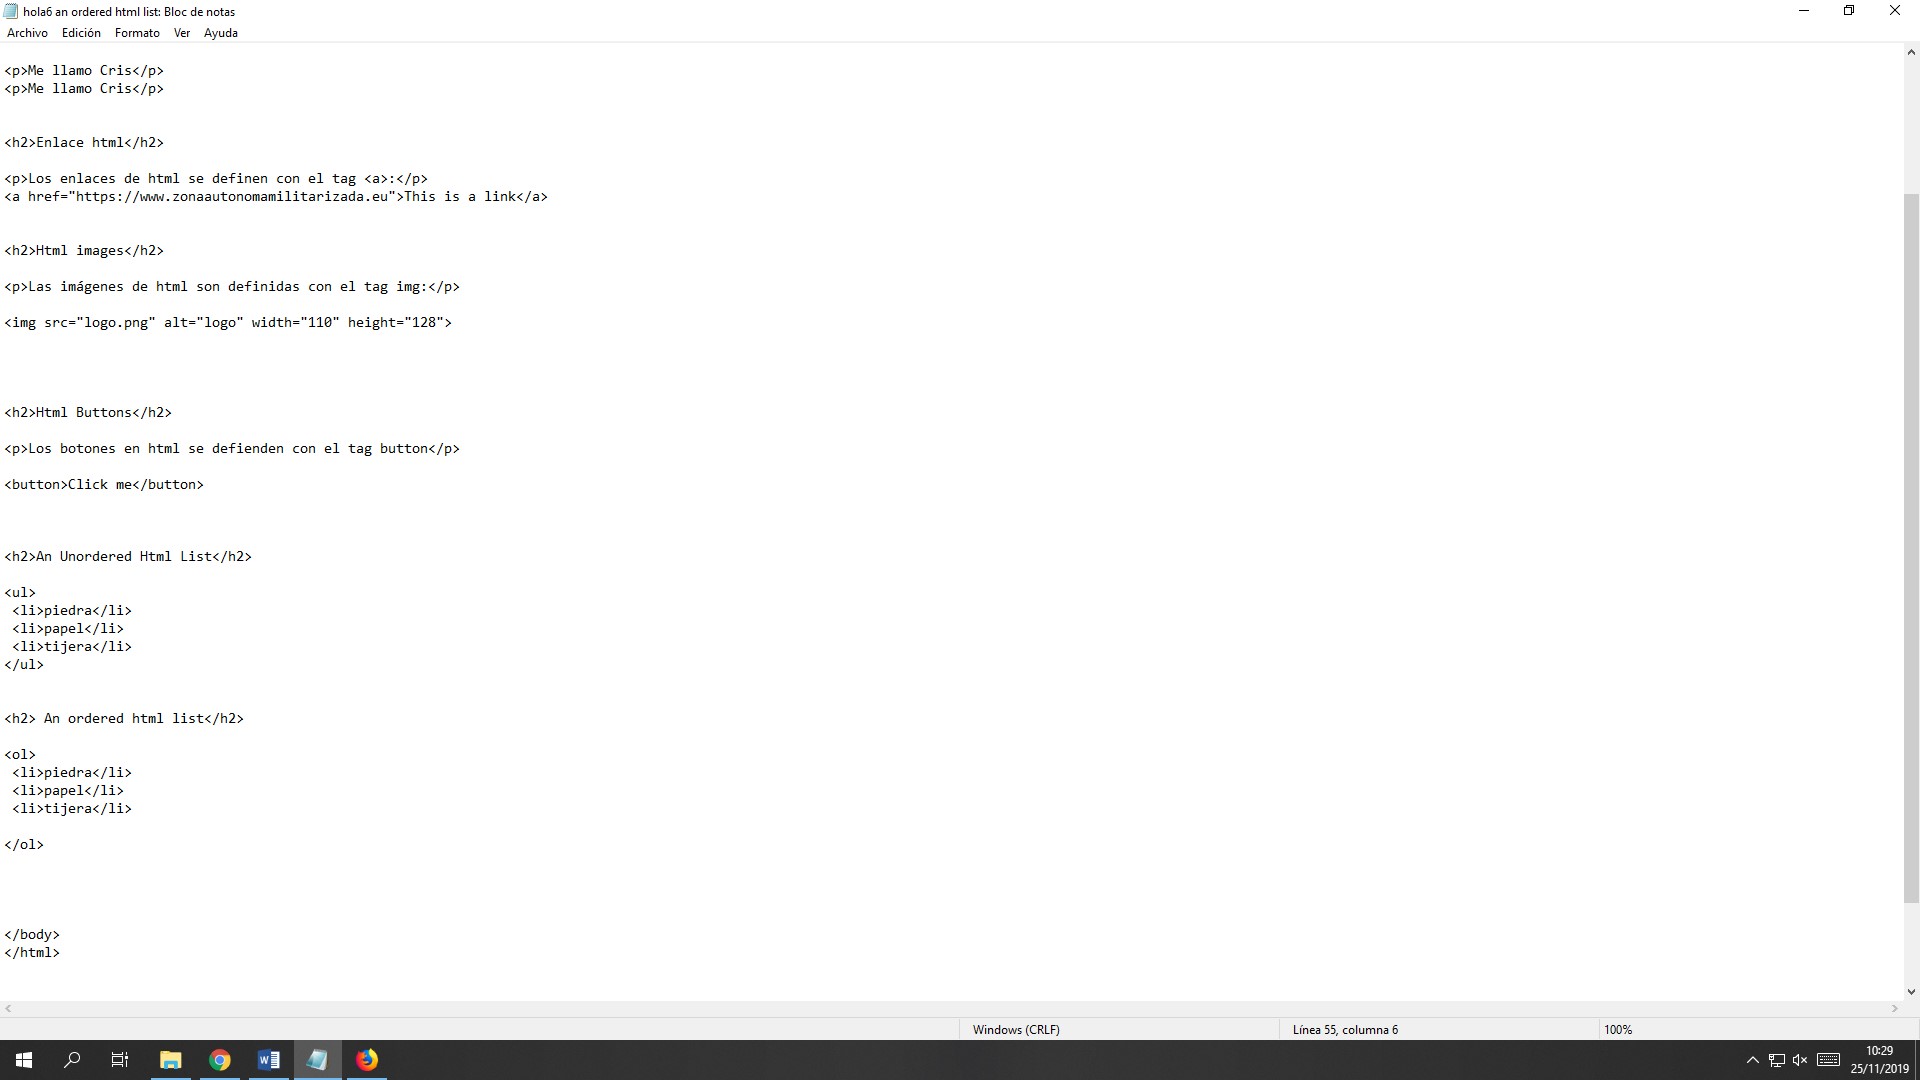 hola6 an ordered html list: Bloc de notas
Archivo Edición Formato Ver Ayuda
<p>Me llamo Cris</p>
<p>Me llamo Cris</p>
<h2>Enlace html</h2>
<p>Los enlaces de html se definen con el tag <a>:</p>
<a href="https://www.zonaautonomamilitarizada.eu">This is a link</a>
<h2>Html images</h2>
<p>Las imágenes de html son definidas con el tag img:</p>
<img src="logo.png" alt="logo" width="110" height="128">
<h2>Html Buttons</h2>
<p>Los botones en html se defienden con el tag button</p>
<button>Click me</button>
<h2>An Unordered Html List</h2>
<ul>
<li>piedra</li>
<li>papel</li>
<li>tijera</li>
</ul>
<h2> An ordered html list</h2>
<ol>
<li>piedra</li>
<li>papel</li>
<li>tijera</li>
</ol>
</body>
</html>
Windows (CRLF) Línea 55, columna 6 100%
10:29
25/11/2019